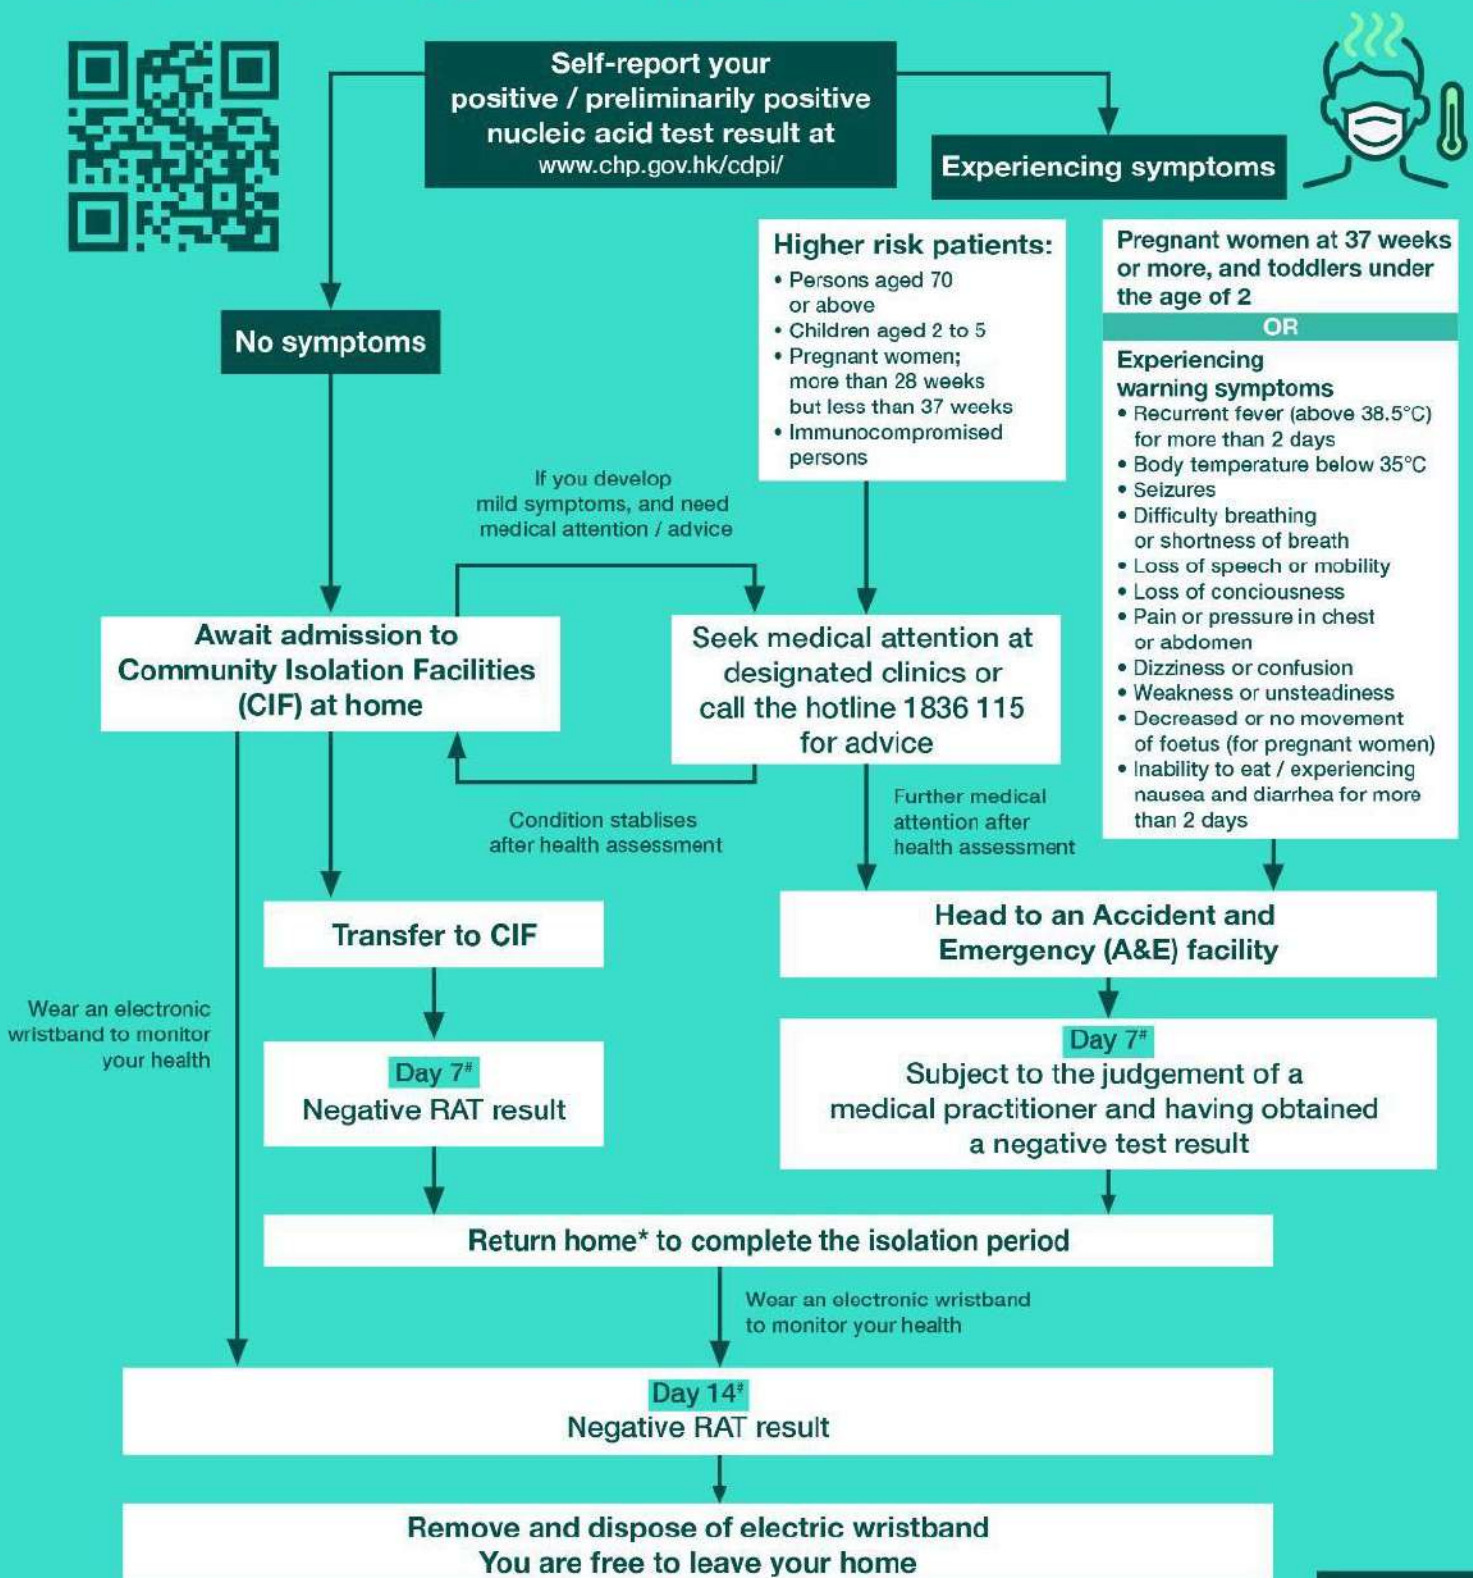 Self-report your
positive / preliminarily positive
nucleic acid test result at
www.chp.gov.hk/cdpi/
Experiencing symptoms
No symptoms
Higher risk patients:
• Persons aged 70
or above
• Children aged 2 to 5
• Pregnant women;
more than 28 weeks
but less than 37 weeks
• Immunocompromised
persons
Pregnant women at 37 weeks
or more, and toddlers under
the age of 2
OR
Experiencing
warning symptoms
• Recurrent fever (above 38.5°C)
for more than 2 days
• Body temperature below 35°C
• Seizures
• Difficulty breathing
or shortness of breath
• Loss of speech or mobility
• Loss of conciousness
• Pain or pressure in chest
or abdomen
• Dizziness or confusion
• Weakness or unsteadiness
• Decreased or no movement
of foetus (for pregnant women)
• Inability to eat / experiencing
nausea and diarrhea for more
than 2 days
If you develop
mild symptoms, and need
medical attention / advice
Await admission to
Community Isolation Facilities
(CIF) at home
Seek medical attention at
designated clinics or
call the hotline 1836 115
for advice
Condition stablises
after health assessment
Further medical
attention after
health assessment
Transfer to CIF
Head to an Accident and
Emergency (A&E) facility
Wear an electronic
wristband to monitor
your health
Day 7#
Negative RAT result
Day 7#
Subject to the judgement of a
medical practitioner and having obtained
a negative test result
Return home* to complete the isolation period
Wear an electronic wristband
to monitor your health
Day 14#
Negative RAT result
Remove and dispose of electric wristband
You are free to leave your home